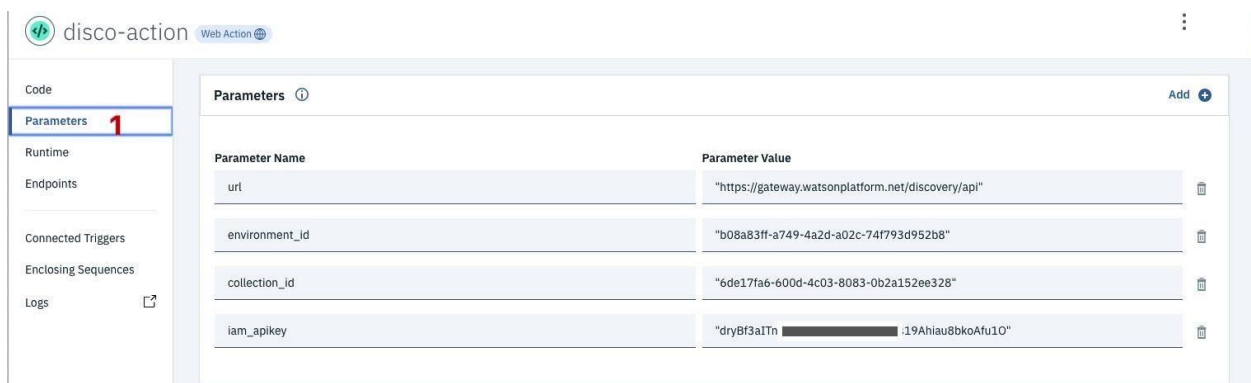 disco-action Web Action
Code
Parameters 1
Runtime
Endpoints
Connected Triggers
Enclosing Sequences
Logs
Parameters Add
Parameter Name Parameter Value
url "https://gateway.watsonplatform.net/discovery/api"
environment_id "b08a83ff-a749-4a2d-a02c-74f793d952b8"
collection_id "6de17fa6-600d-4c03-8083-0b2a152ee328"
iam_apikey "dryBf3aITn 19Ahiau8bkoAfu1O"